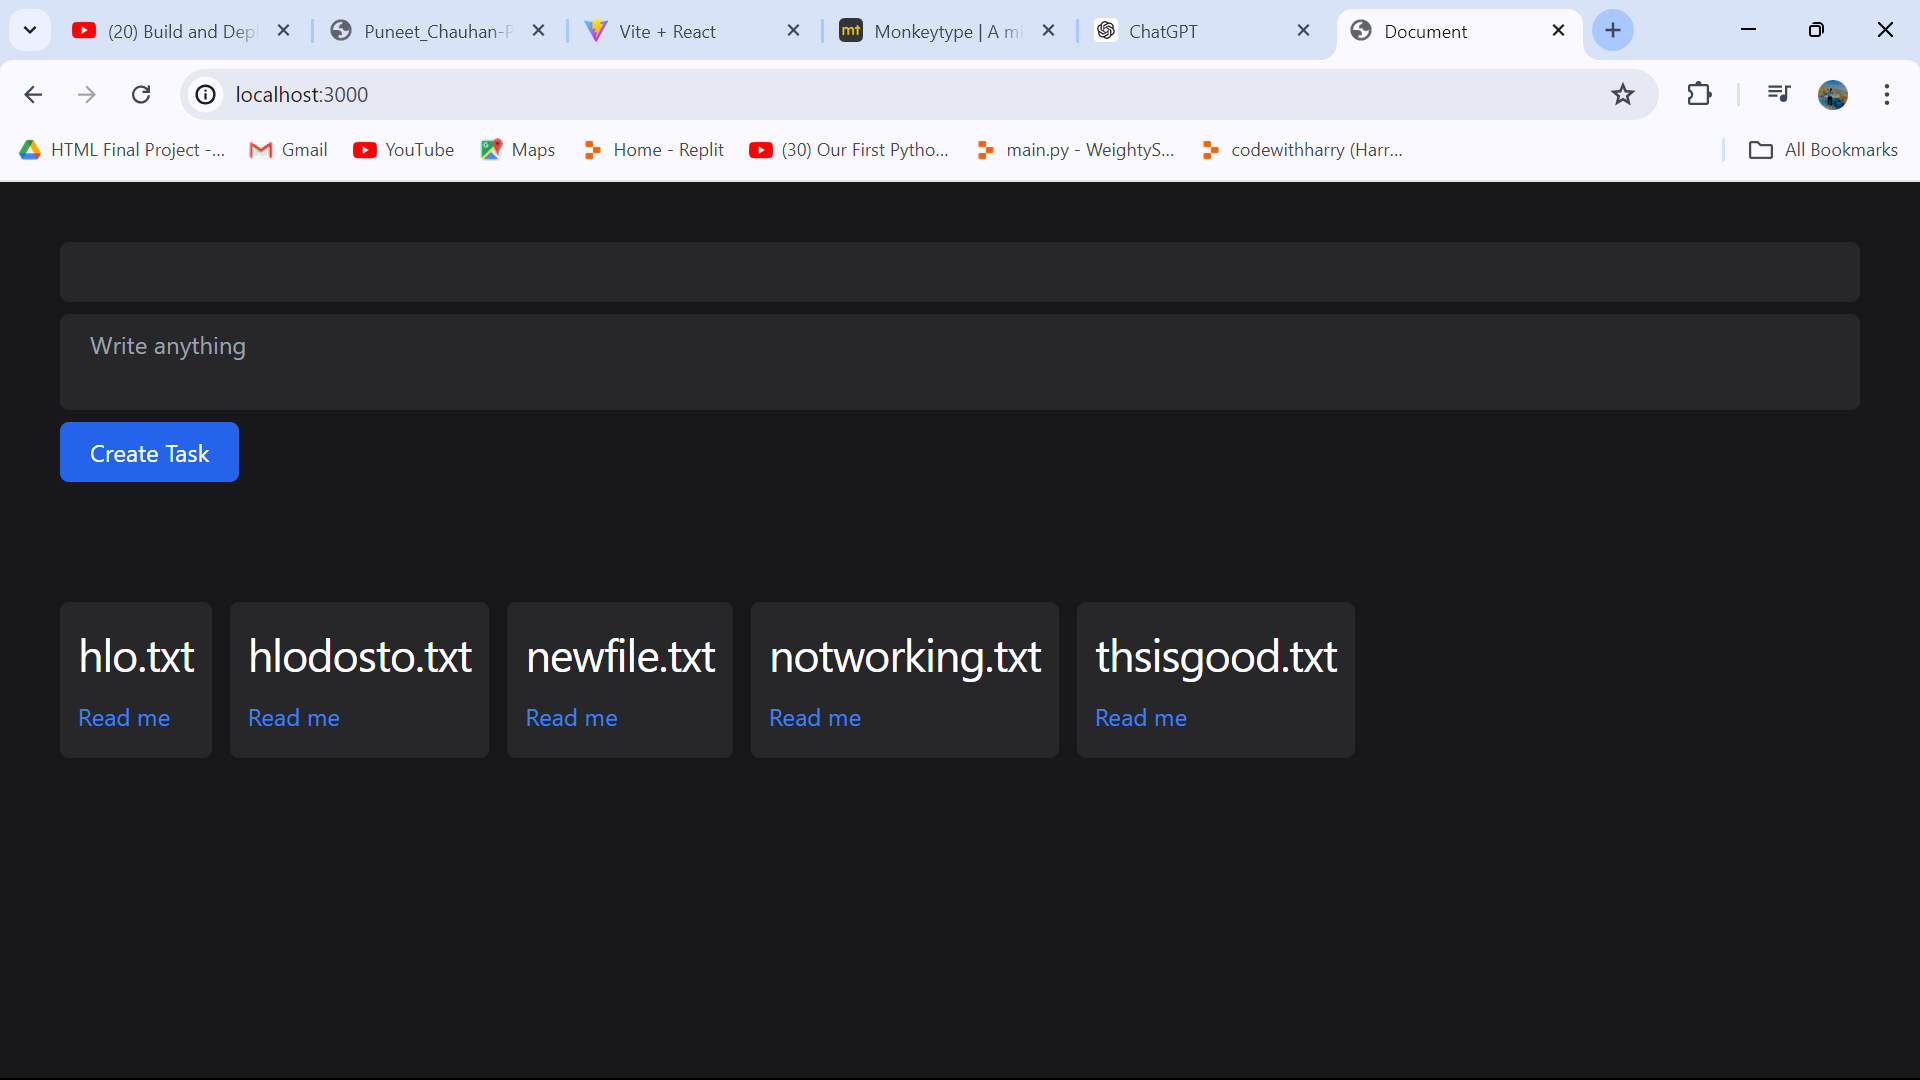 (20) Build and Dep
Puneet_Chauhan-P
Vite + React
mt Monkeytype | A mi
ChatGPT
Document
localhost:3000
HTML Final Project -...
Gmail
YouTube
Maps
Home - Replit
(30) Our First Pytho...
main.py - WeightyS...
codewithharry (Harr...
All Bookmarks
Write anything
Create Task
hlo.txt
Read me
hlodosto.txt
Read me
newfile.txt
Read me
notworking.txt
Read me
thsisgood.txt
Read me